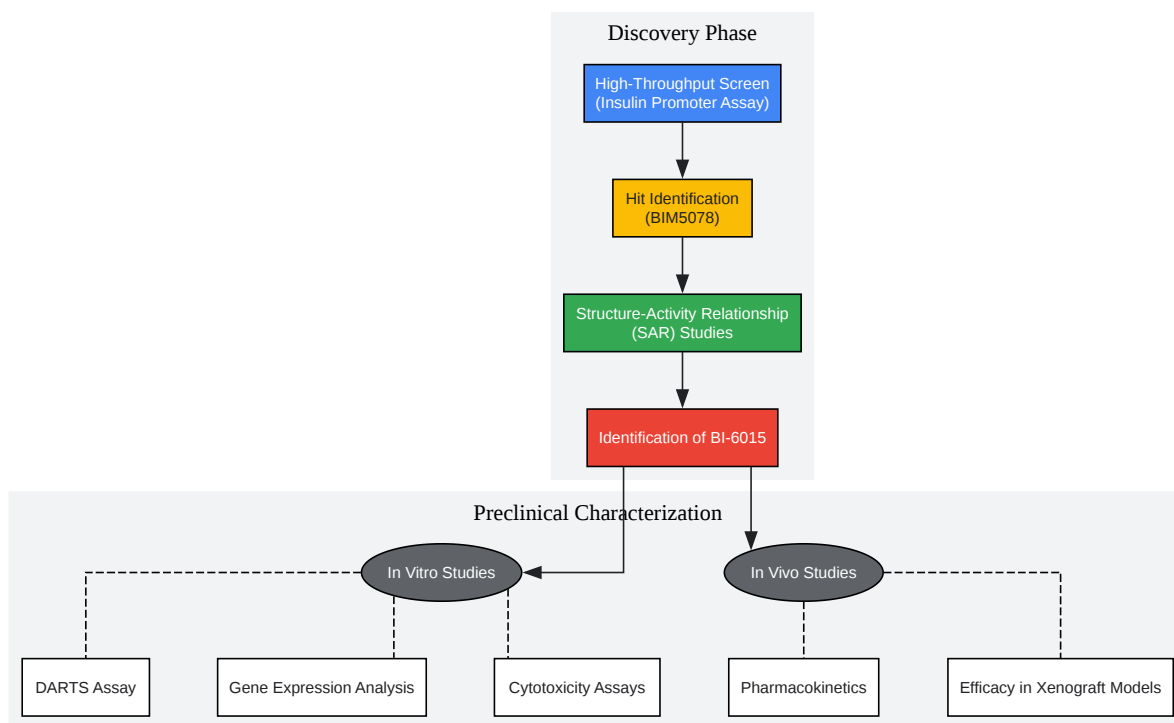 Discovery Phase
High-Throughput Screen
(Insulin Promoter Assay)
Hit Identification
(BIM5078)
Structure-Activity Relationship
(SAR) Studies
Identification of BI-6015
Preclinical Characterization
In Vitro Studies
In Vivo Studies
DARTS Assay
Gene Expression Analysis
Cytotoxicity Assays
Pharmacokinetics
Efficacy in Xenograft Models